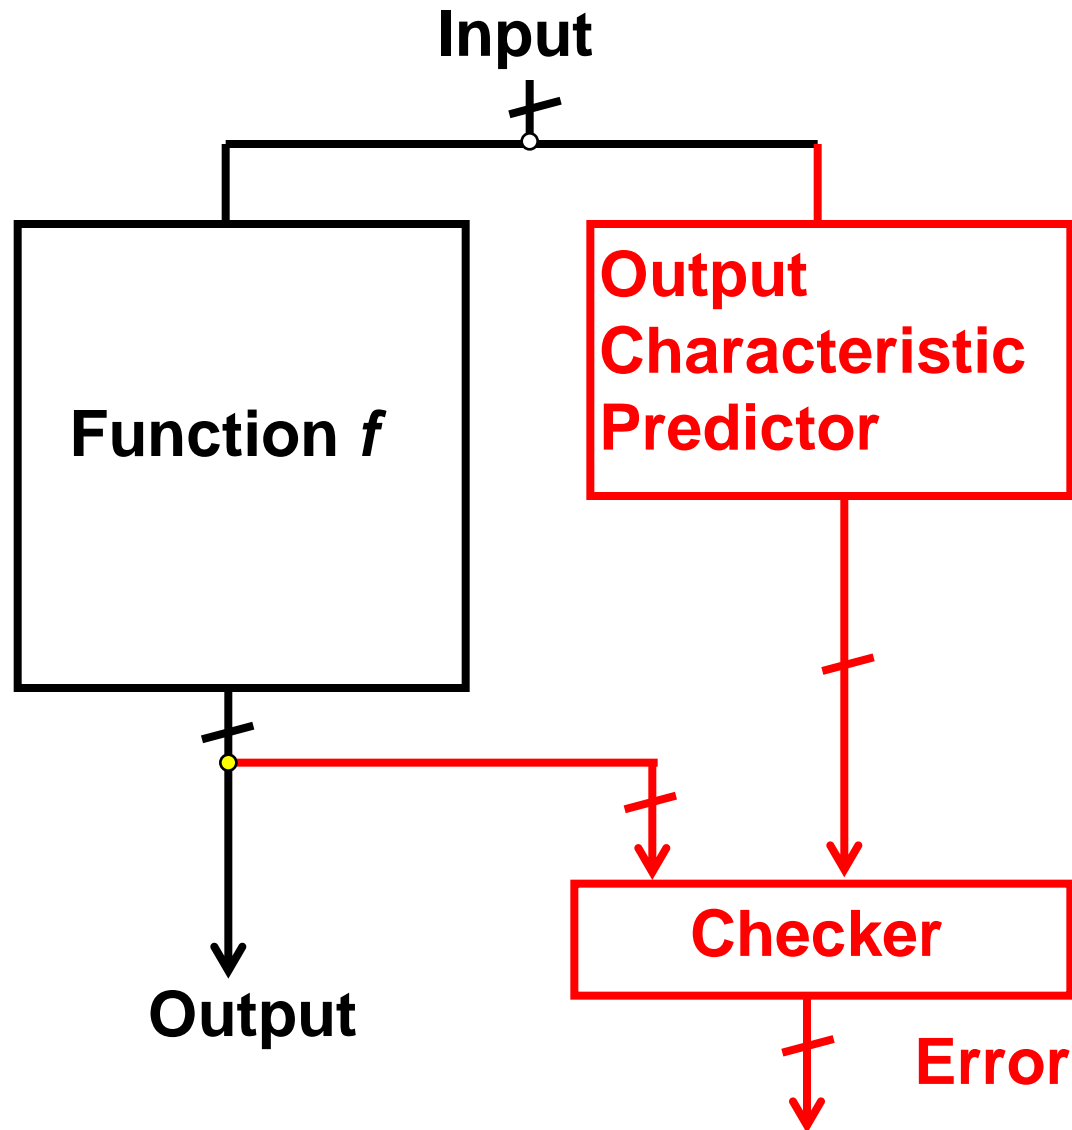 Input
Function f
Output
Characteristic
Predictor
Checker
Output
Error